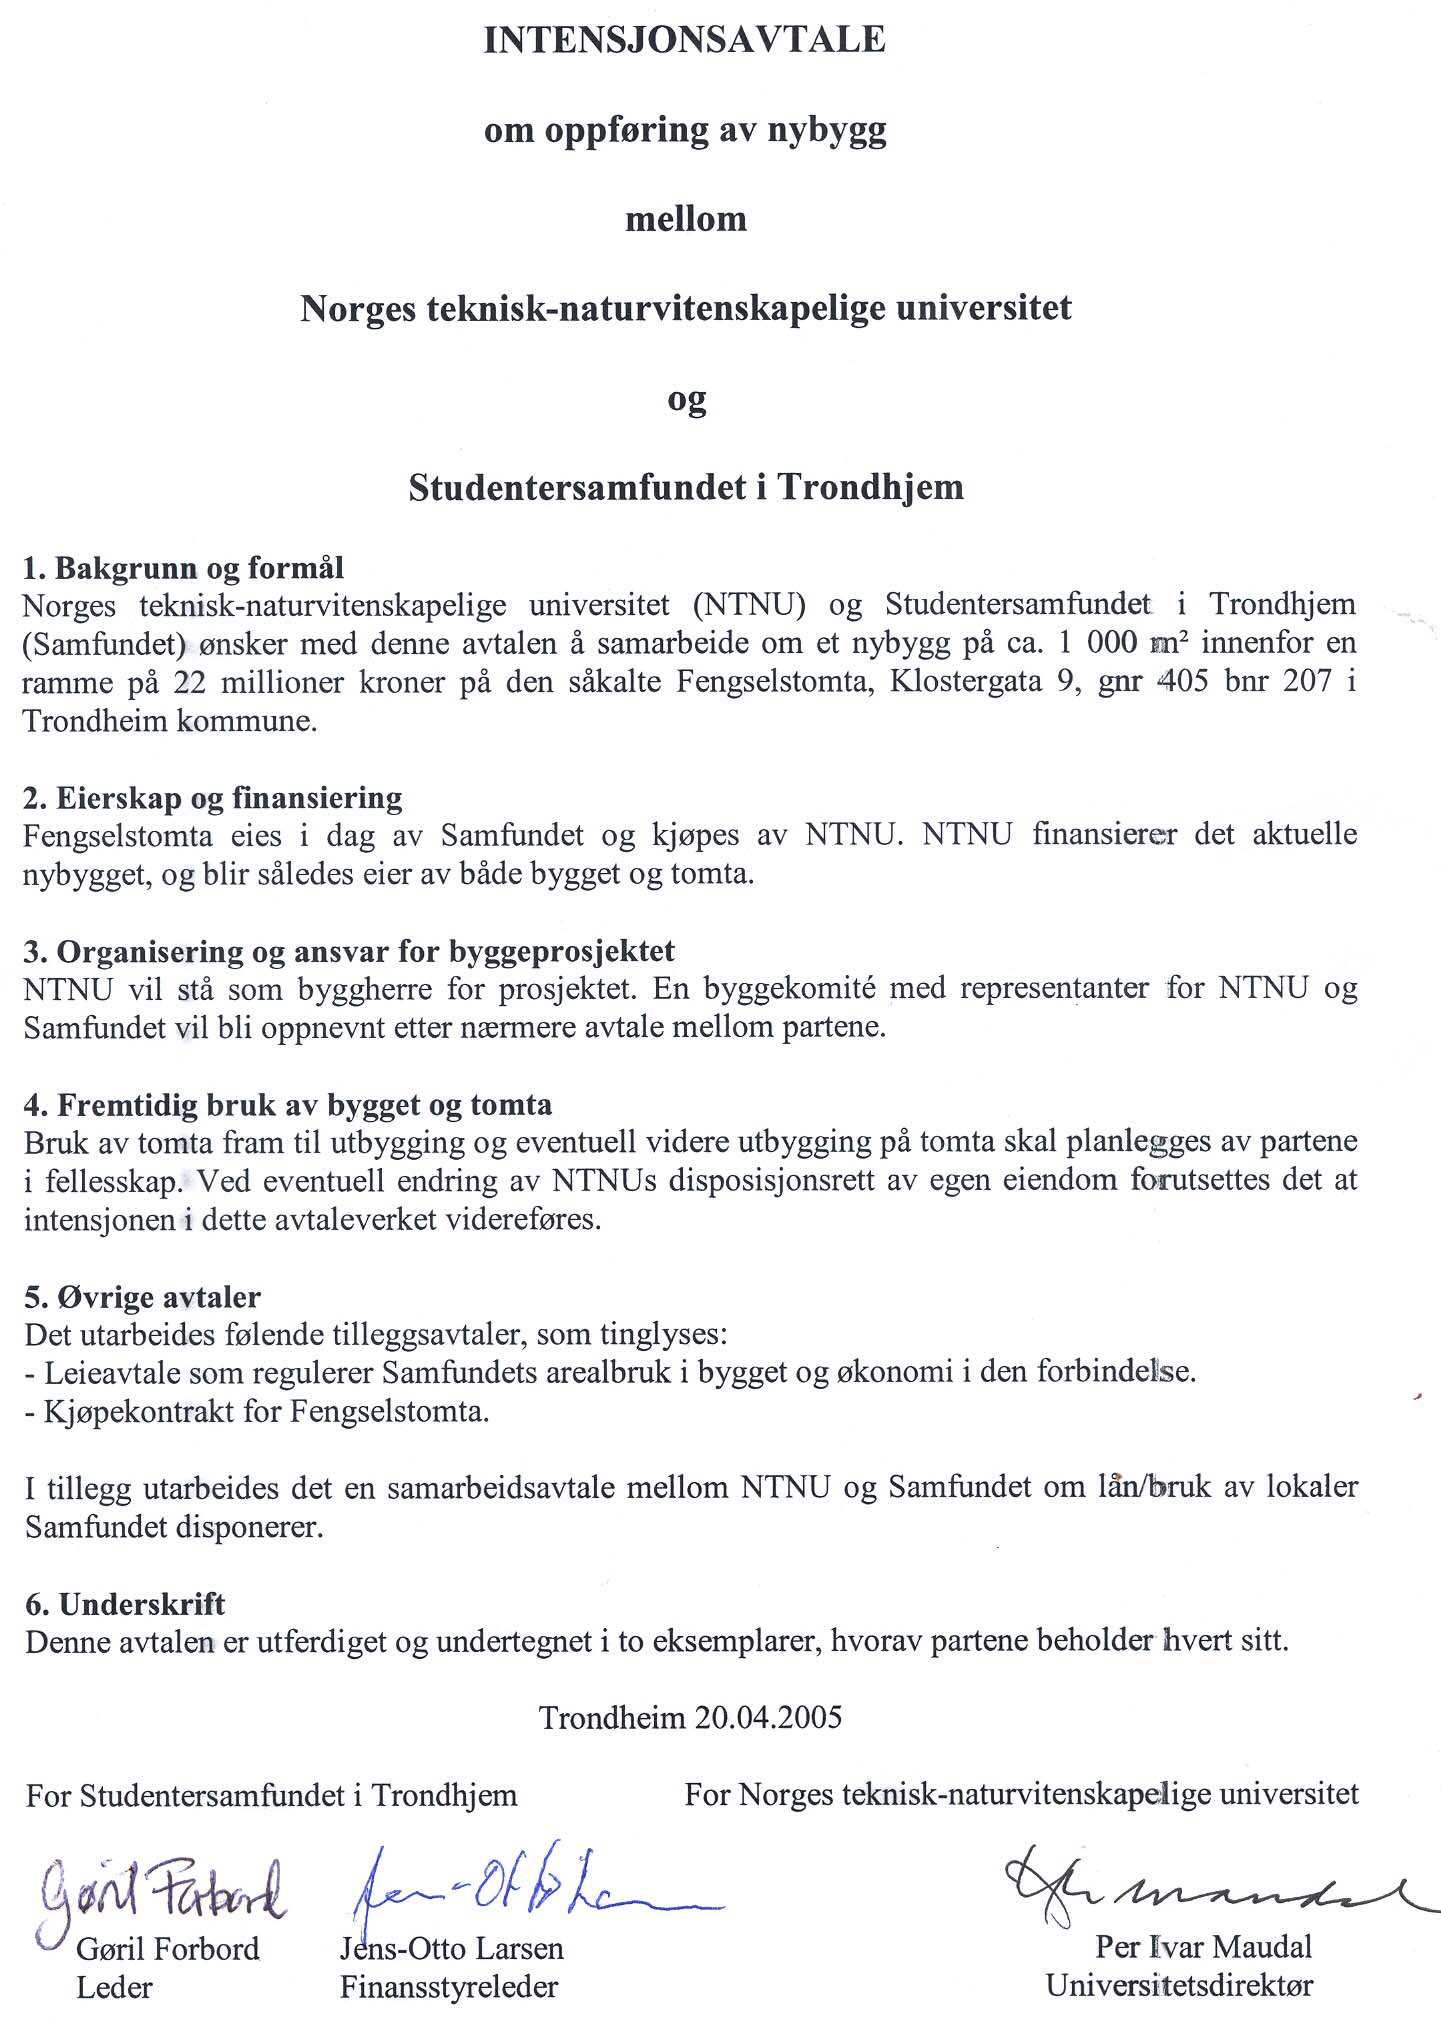 INTENSJONSAVTALE
om oppføring av nybygg
mellom
Norges teknisk-naturvitenskapelige universitet
og
Studentersamfundet i Trondhjem
1. Bakgrunn og formål
Norges teknisk-naturvitenskapelige universitet (NTNU) og Studentersamfundet i Trondhjem
(Samfundet) ønsker med denne avtalen å samarbeide om et nybygg på ca. 1 000 m² innenfor en
ramme på 22 millioner kroner på den såkalte Fengselstomta, Klostergata 9, gnr 405 bnr 207 i
Trondheim kommune.
2. Eierskap og finansiering
Fengselstomta eies i dag av Samfundet og kjøpes av NTNU. NTNU finansierer det aktuelle
nybygget, og blir således eier av både bygget og tomta.
3. Organisering og ansvar for byggeprosjektet
NTNU vil stå som byggherre for prosjektet. En byggekomité med representanter for NTNU og
Samfundet vil bli oppnevnt etter nærmere avtale mellom partene.
4. Fremtidig bruk av bygget og tomta
Bruk av tomta fram til utbygging og eventuell videre utbygging på tomta skal planlegges av partene
i fellesskap. Ved eventuell endring av NTNUs disposisjonsrett av egen eiendom forutsettes det at
intensjonen i dette avtaleverket videreføres.
5. Øvrige avtaler
Det utarbeides følende tilleggsavtaler, som tinglyses:
- Leieavtale som regulerer Samfundets arealbruk i bygget og økonomi i den forbindelse.
- Kjøpekontrakt for Fengselstomta.
I tillegg utarbeides det en samarbeidsavtale mellom NTNU og Samfundet om lån/bruk av lokaler
Samfundet disponerer.
6. Underskrift
Denne avtalen er utferdiget og undertegnet i to eksemplarer, hvorav partene beholder hvert sitt.
Trondheim 20.04.2005
For Studentersamfundet i Trondhjem For Norges teknisk-naturvitenskapelige universitet
Gøril Forbord
Gøril Forbord Jens-Otto Larsen Per Ivar Maudal
Leder Finansstyreleder Universitetsdirektør